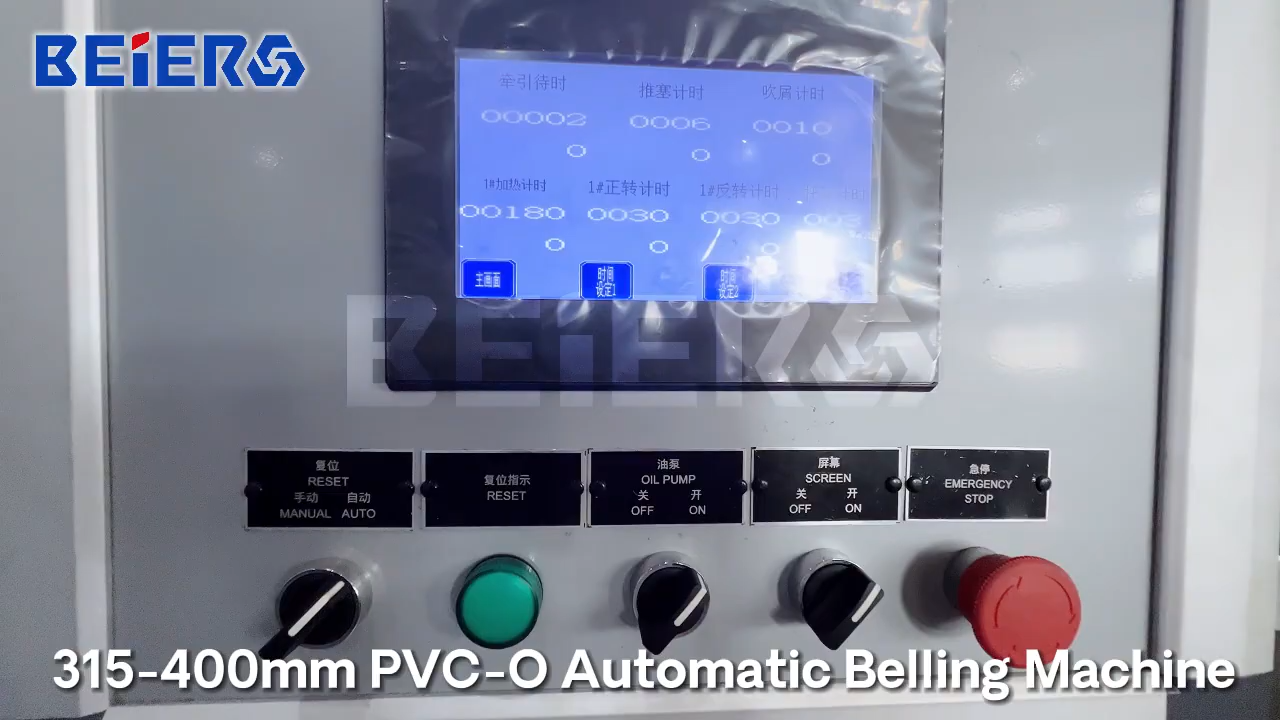 BEiERG
牵引待时 推塞计时 吹屑计时
00002 0006 0010
0 0 0
1#加热计时 1#正转计时 1#反转计时
00180 0030 0030 003
0 0 0
主画面 时间设定1 时间设定2
BEiERG
复位
RESET
手动 自动
MANUAL AUTO
复位指示
RESET
油泵
OIL PUMP
关 开
OFF ON
屏幕
SCREEN
关 开
OFF ON
急停
EMERGENCY
STOP
315-400mm PVC-O Automatic Belling Machine